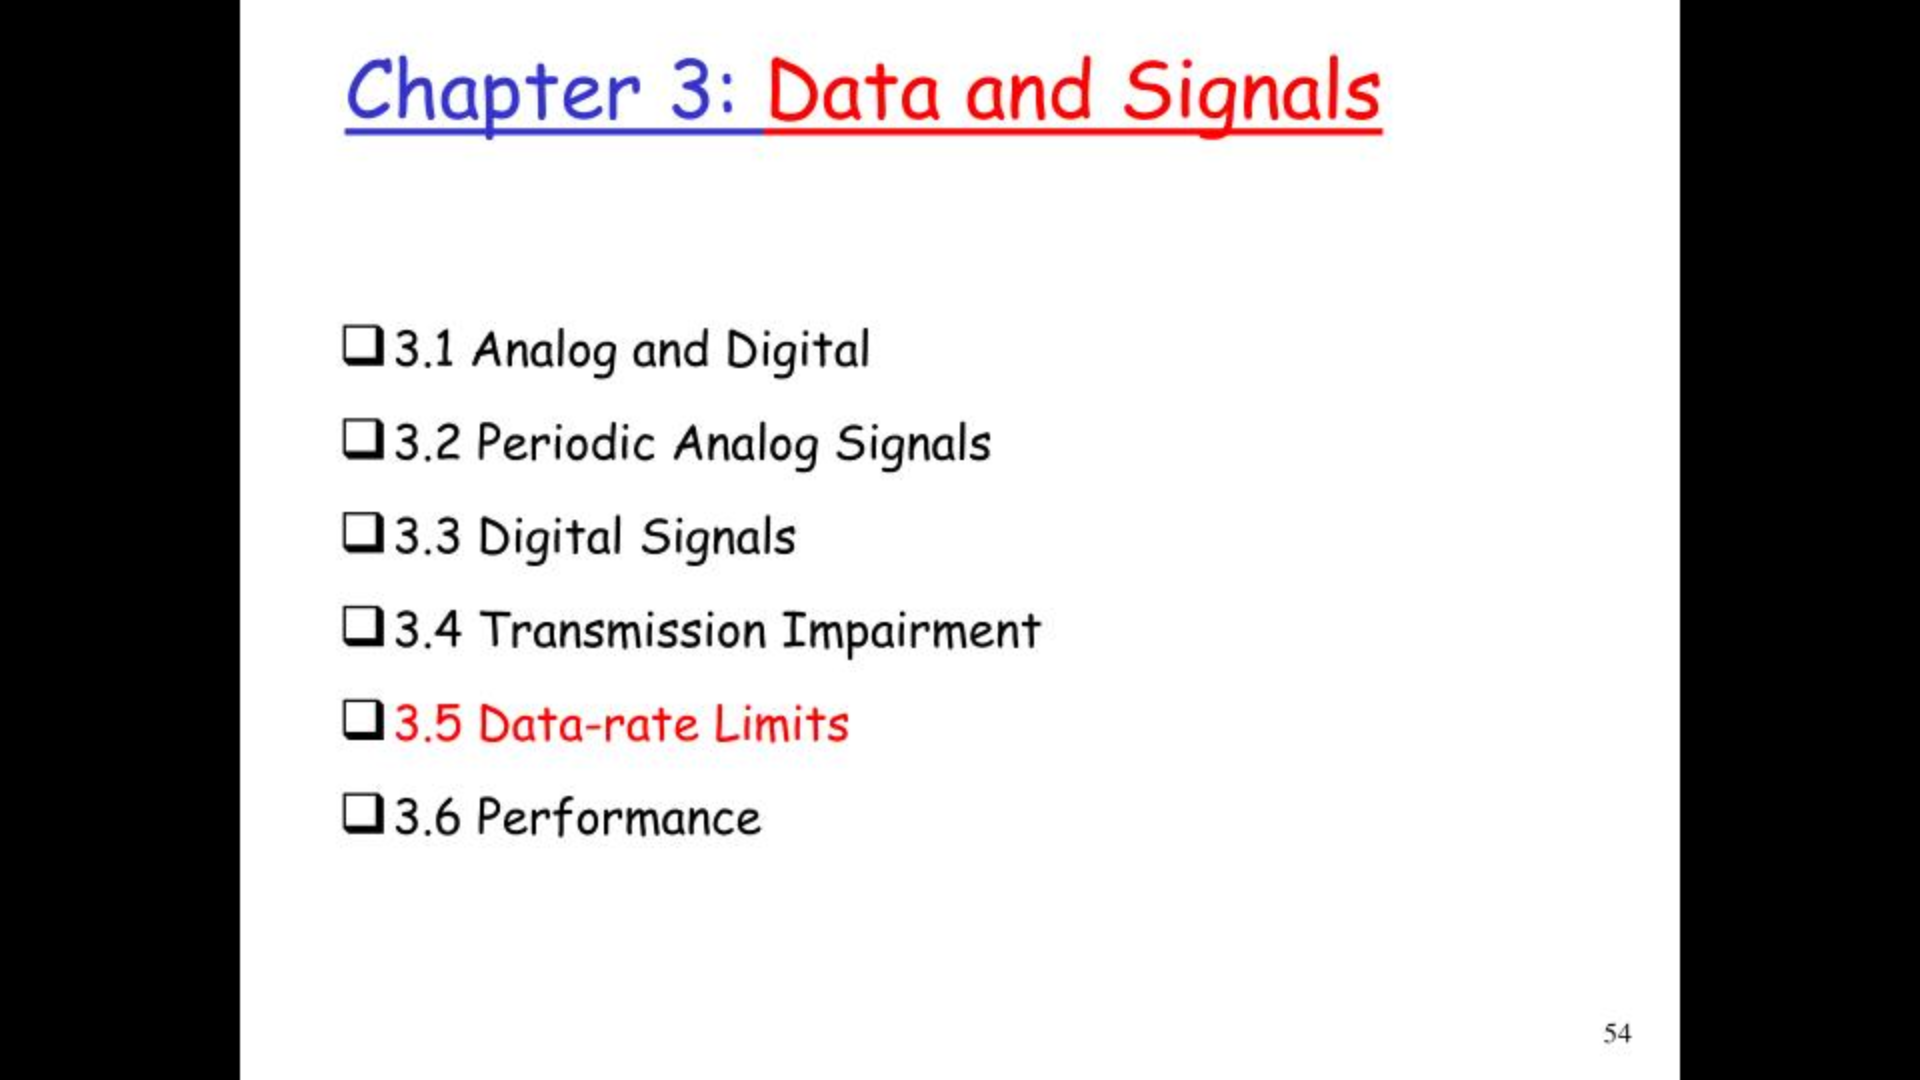 Chapter 3: Data and Signals
3.1 Analog and Digital
3.2 Periodic Analog Signals
3.3 Digital Signals
3.4 Transmission Impairment
3.5 Data-rate Limits
3.6 Performance
54